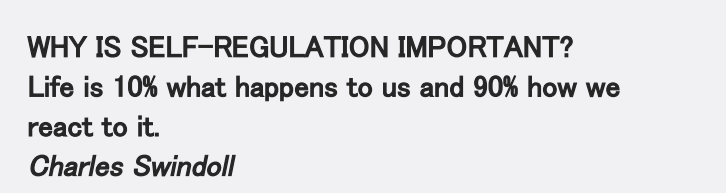 WHY IS SELF-REGULATION IMPORTANT?
Life is 10% what happens to us and 90% how we
react to it.
Charles Swindoll